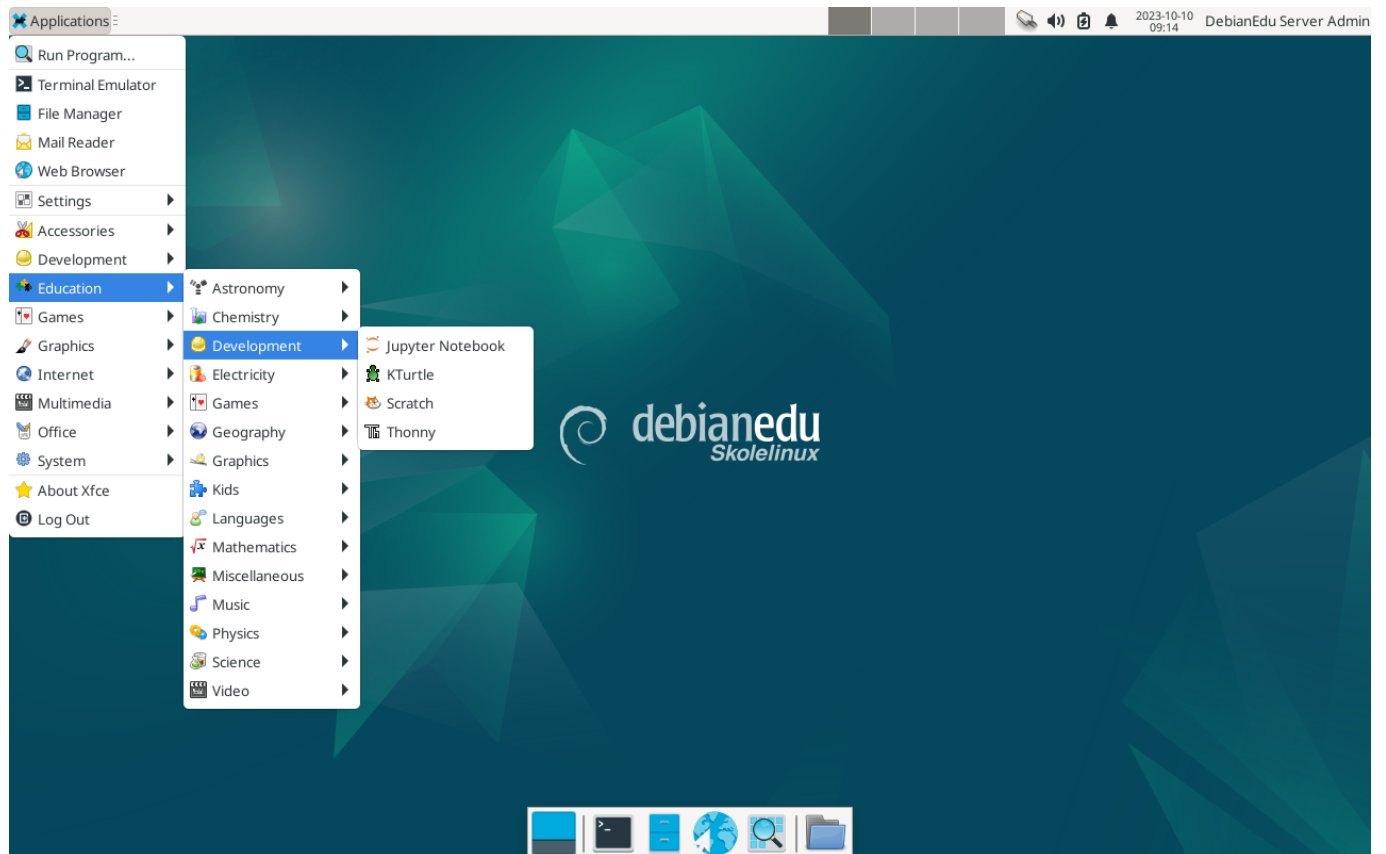 Applications
2023-10-10
09:14
DebianEdu Server Admin
Run Program...
Terminal Emulator
File Manager
Mail Reader
Web Browser
Settings
Accessories
Development
Education
Games
Graphics
Internet
Multimedia
Office
System
About Xfce
Log Out
Astronomy
Chemistry
Development
Electricity
Games
Geography
Graphics
Kids
Languages
Mathematics
Miscellaneous
Music
Physics
Science
Video
Jupyter Notebook
KTurtle
Scratch
Thonny
debianedu
Skolelinux